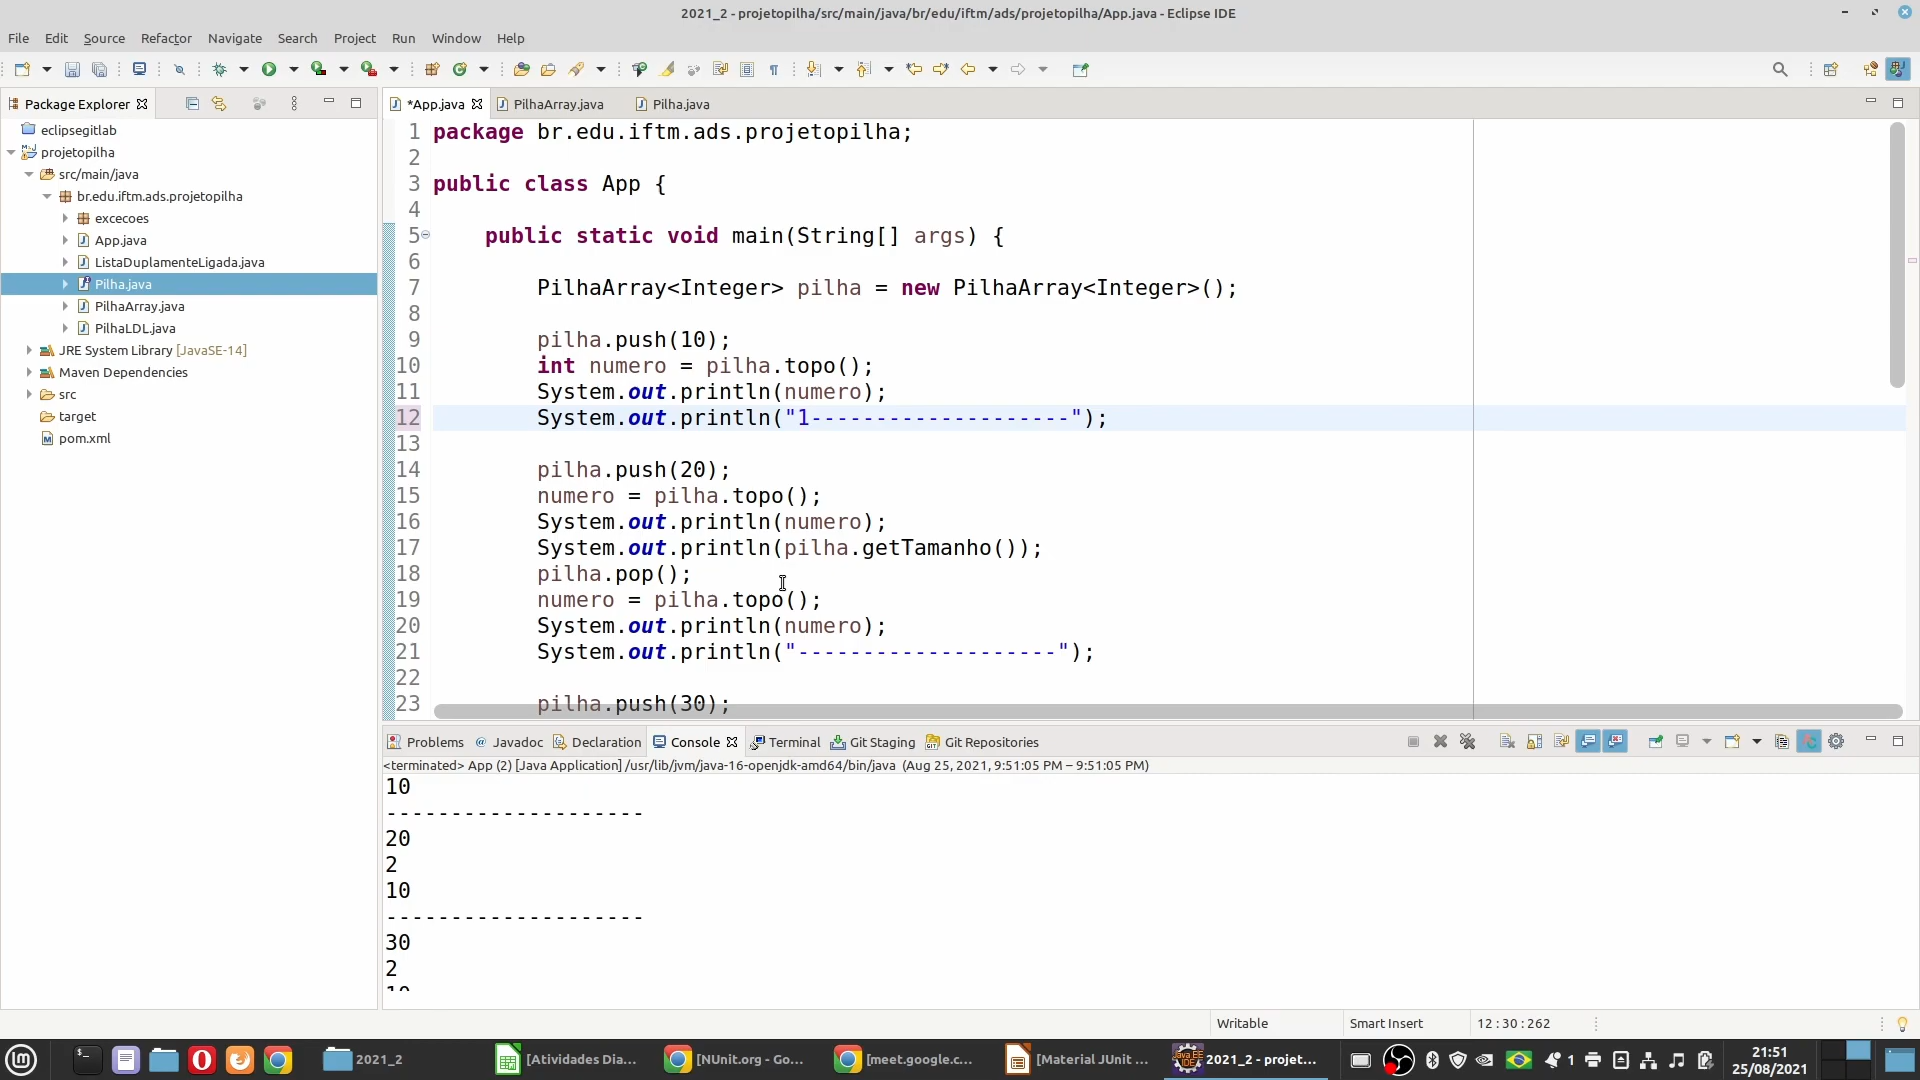 2021_2 - projetopilha/src/main/java/br/edu/iftm/ads/projetopilha/App.java - Eclipse IDE
File Edit Source Refactor Navigate Search Project Run Window Help
Package Explorer
*App.java PilhaArray.java Pilha.java
eclipsegitlab
projetopilha
src/main/java
br.edu.iftm.ads.projetopilha
excecoes
App.java
ListaDuplamenteLigada.java
Pilha.java
PilhaArray.java
PilhaLDL.java
JRE System Library [JavaSE-14]
Maven Dependencies
src
target
pom.xml
1 package br.edu.iftm.ads.projetopilha;
2
3 public class App {
4
5 public static void main(String[] args) {
6
7 PilhaArray<Integer> pilha = new PilhaArray<Integer>();
8
9 pilha.push(10);
10 int numero = pilha.topo();
11 System.out.println(numero);
12 System.out.println("1--------------------");
13
14 pilha.push(20);
15 numero = pilha.topo();
16 System.out.println(numero);
17 System.out.println(pilha.getTamanho());
18 pilha.pop();
19 numero = pilha.topo();
20 System.out.println(numero);
21 System.out.println("--------------------");
22
23 pilha.push(30);
Problems Javadoc Declaration Console Terminal Git Staging Git Repositories
<terminated> App (2) [Java Application] /usr/lib/jvm/java-16-openjdk-amd64/bin/java (Aug 25, 2021, 9:51:05 PM – 9:51:05 PM)
10
--------------------
20
2
10
--------------------
30
2
10
Writable Smart Insert 12 : 30 : 262
2021_2 [Atividades Dia... [NUnit.org - Go... [meet.google.c... [Material JUnit ... 2021_2 - projet... 1 21:51
25/08/2021